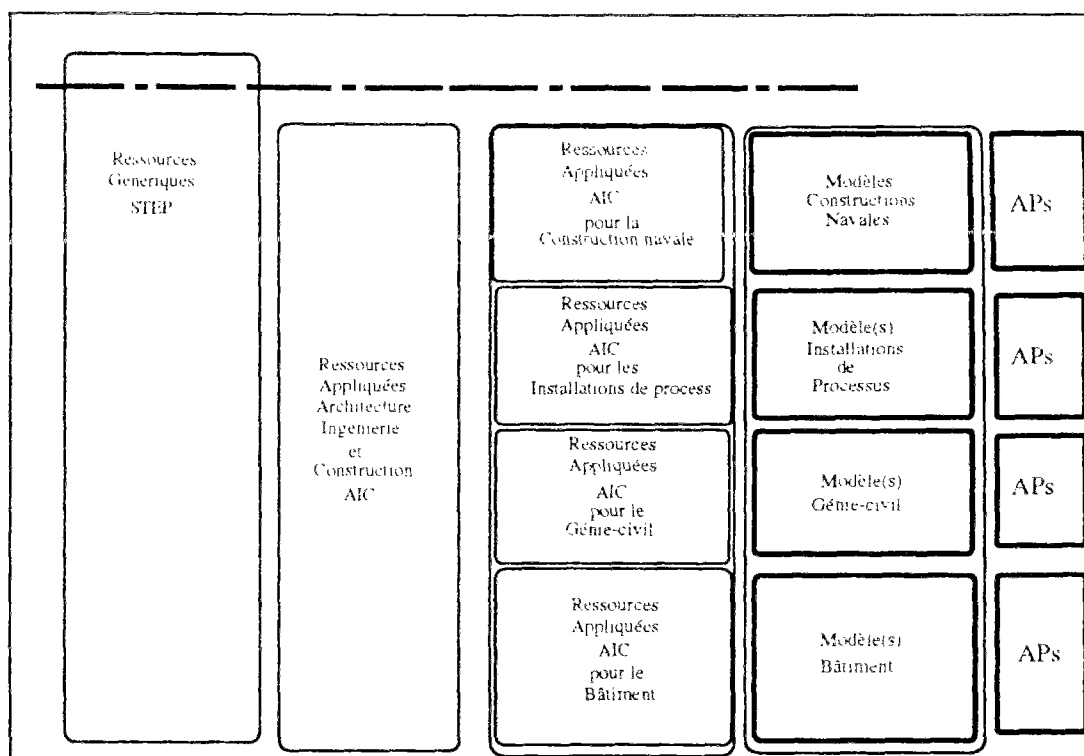 Ressources
Generiques
STEP
Ressources
Appliquées
Architecture
Ingenierie
et
Construction
AIC
Ressources
Appliquées
AIC
pour la
Construction navale
Ressources
Appliquées
AIC
pour les
Installations de process
Ressources
Appliquées
AIC
pour le
Génie-civil
Ressources
Appliquées
AIC
pour le
Bâtiment
Modèles
Constructions
Navales
Modèle(s)
Installations
de
Processus
Modèle(s)
Génie-civil
Modèle(s)
Bâtiment
APs
APs
APs
APs